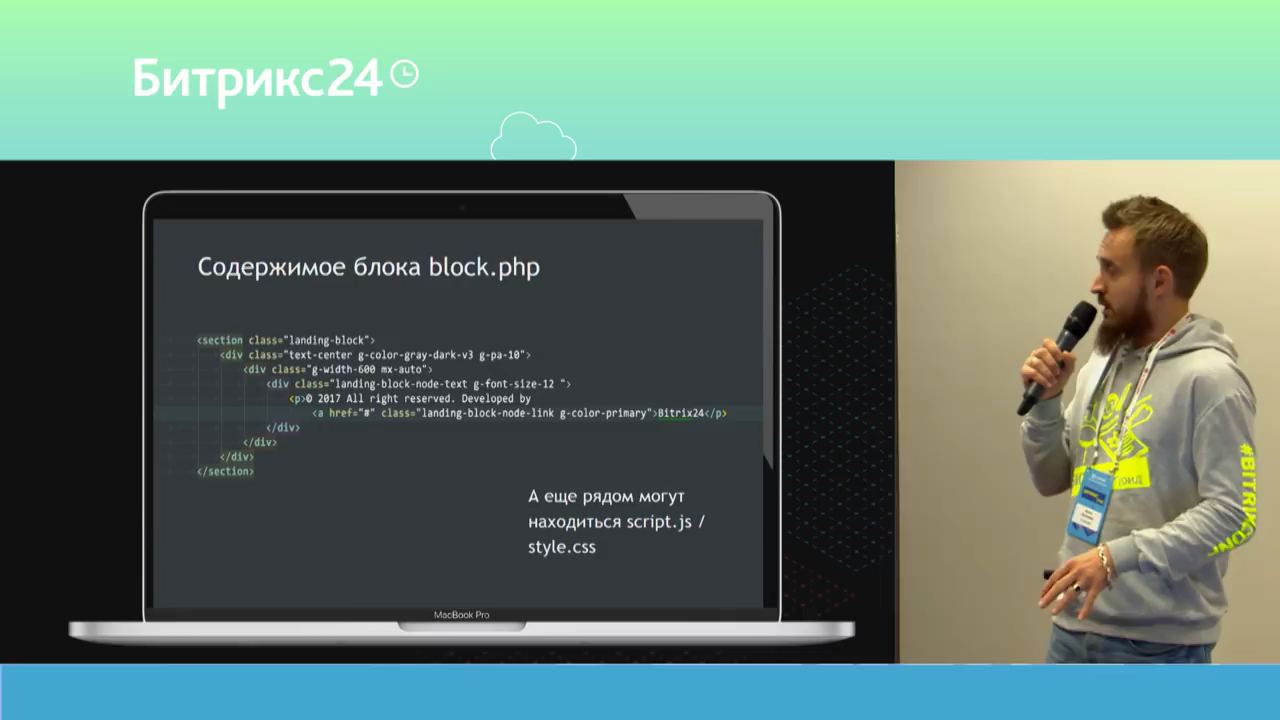 Битрикс24
Содержимое блока block.php
<section class="landing-block">
<div class="text-center g-color-gray-dark-v3 g-pa-10">
<div class="g-width-600 mx-auto">
<div class="landing-block-node-text g-font-size-12 ">
<p>© 2017 All right reserved. Developed by
<a href="#" class="landing-block-node-link g-color-primary">Bitrix24</p>
</div>
</div>
</div>
</section>
А еще рядом могут
находиться script.js /
style.css
MacBook Pro
#BITRIXCONF